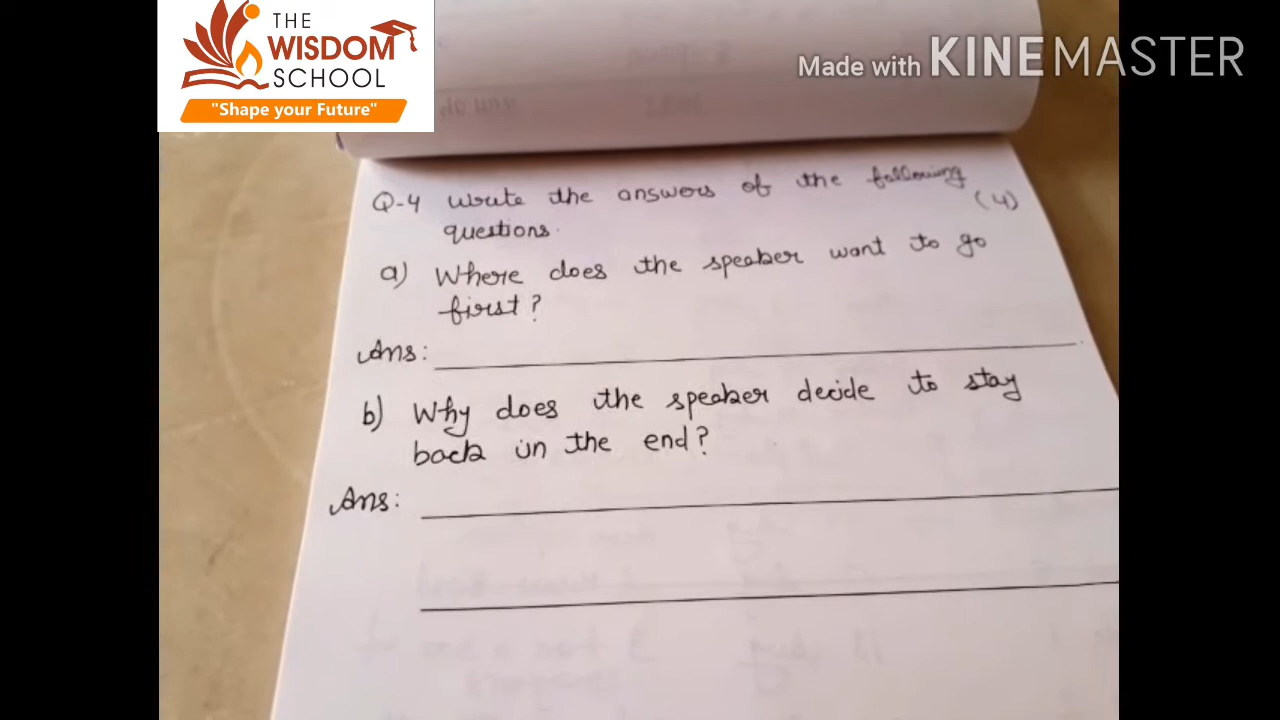 THE
WISDOM
SCHOOL
"Shape your Future"
Made with KINEMASTER
Q-4 Write the answers of the following
(4)
questions.
a) Where does the speaker want to go
first?
Ans:
b) Why does the speaker decide to stay
back in the end?
Ans: